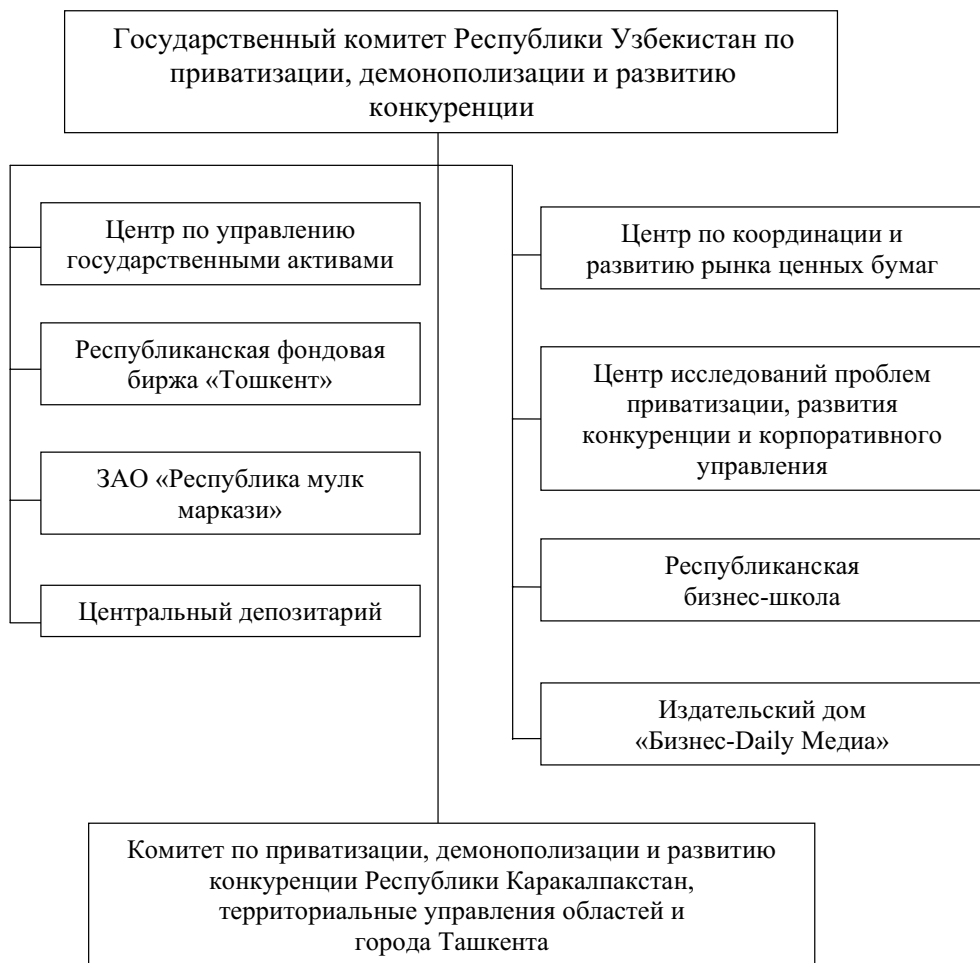 Государственный комитет Республики Узбекистан по
приватизации, демонополизации и развитию
конкуренции
Центр по управлению
государственными активами
Республиканская фондовая
биржа «Тошкент»
ЗАО «Республика мулк
маркази»
Центральный депозитарий
Центр по координации и
развитию рынка ценных бумаг
Центр исследований проблем
приватизации, развития
конкуренции и корпоративного
управления
Республиканская
бизнес-школа
Издательский дом
«Бизнес-Daily Медиа»
Комитет по приватизации, демонополизации и развитию
конкуренции Республики Каракалпакстан,
территориальные управления областей и
города Ташкента